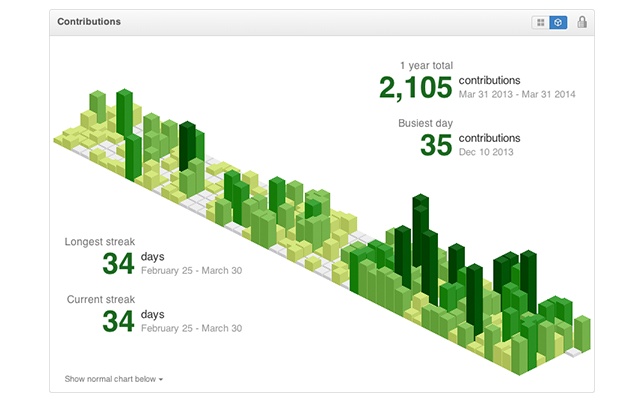 Contributions
1 year total
2,105 contributions
Mar 31 2013 - Mar 31 2014
Busiest day
35 contributions
Dec 10 2013
Longest streak
34 days
February 25 - March 30
Current streak
34 days
February 25 - March 30
Show normal chart below